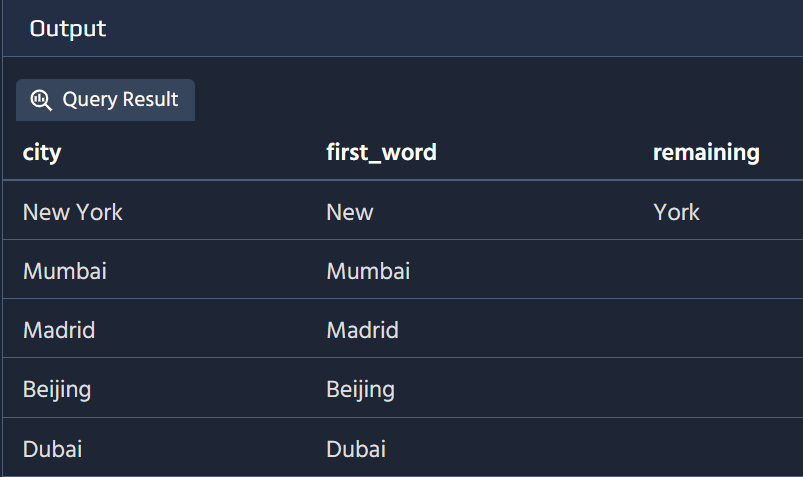 Output
Query Result
city first_word remaining
New York New York
Mumbai Mumbai
Madrid Madrid
Beijing Beijing
Dubai Dubai